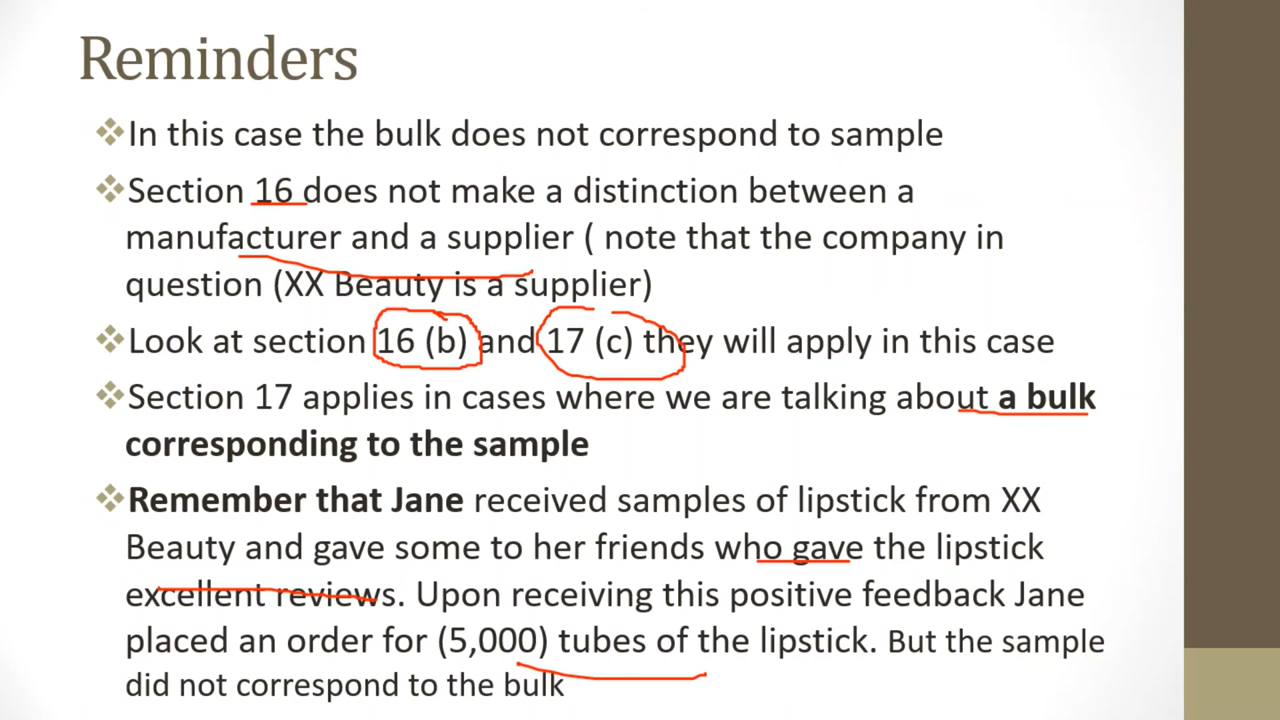 Reminders
In this case the bulk does not correspond to sample
Section 16 does not make a distinction between a
manufacturer and a supplier ( note that the company in
question (XX Beauty is a supplier)
Look at section 16 (b) and 17 (c) they will apply in this case
Section 17 applies in cases where we are talking about a bulk
corresponding to the sample
Remember that Jane received samples of lipstick from XX
Beauty and gave some to her friends who gave the lipstick
excellent reviews. Upon receiving this positive feedback Jane
placed an order for (5,000) tubes of the lipstick. But the sample
did not correspond to the bulk